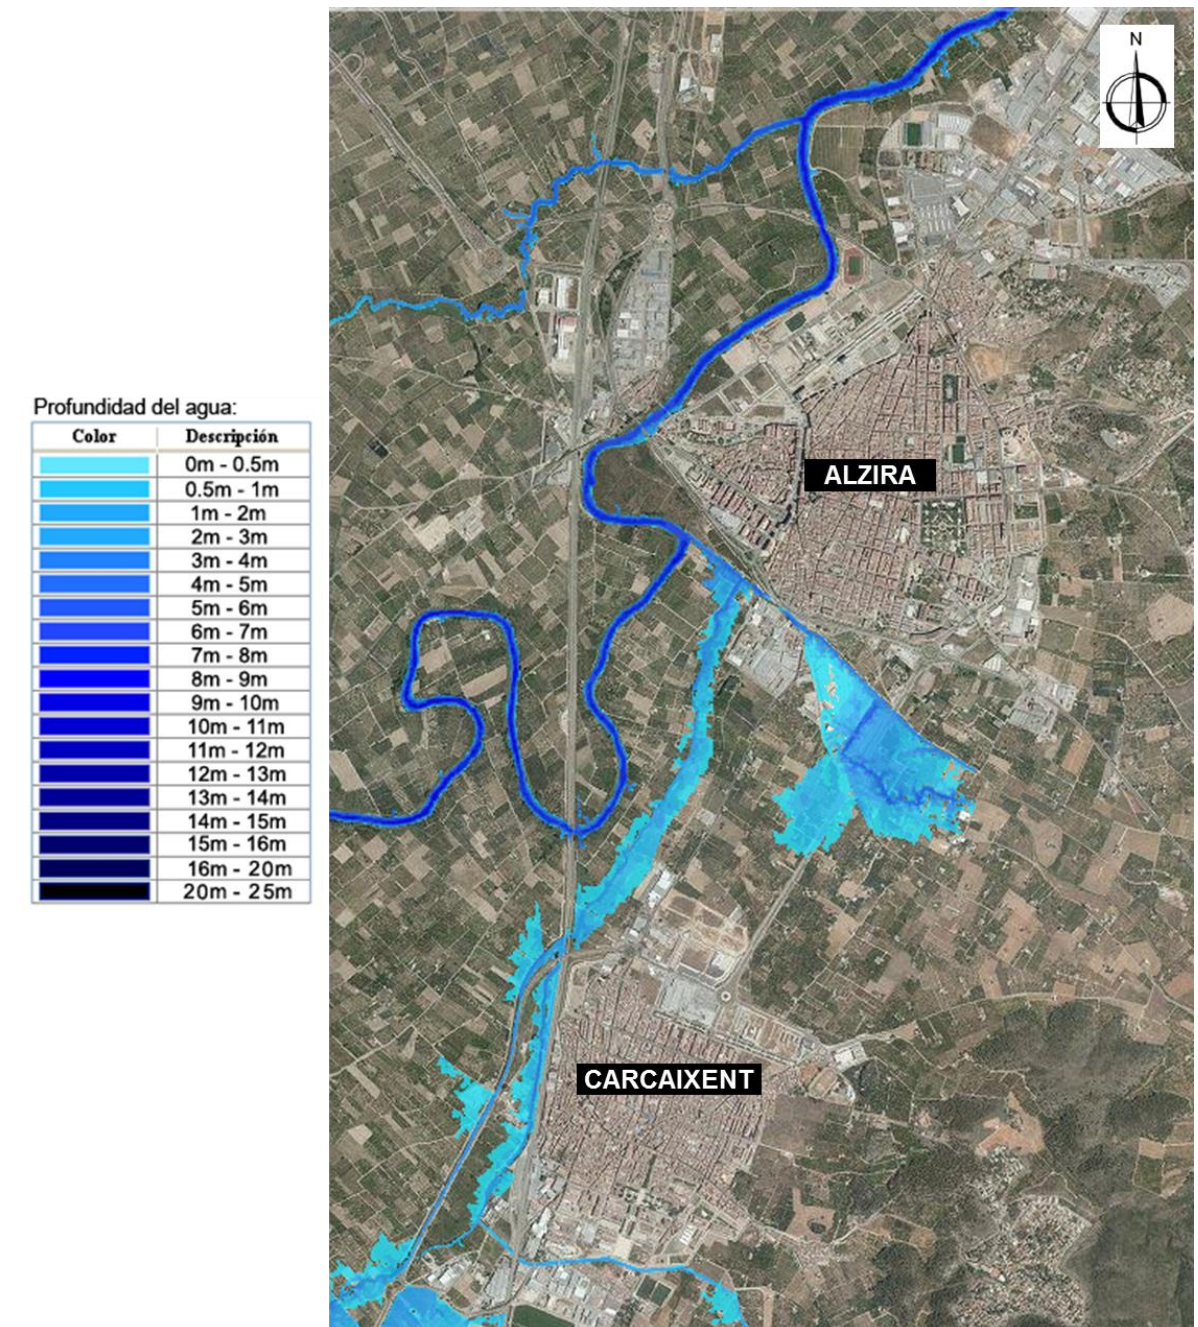 N
Profundidad del agua:
Color Descripción
0m - 0.5m
0.5m - 1m
1m - 2m
2m - 3m
3m - 4m
4m - 5m
5m - 6m
6m - 7m
7m - 8m
8m - 9m
9m - 10m
10m - 11m
11m - 12m
12m - 13m
13m - 14m
14m - 15m
15m - 16m
16m - 20m
20m - 25m
ALZIRA
CARCAIXENT